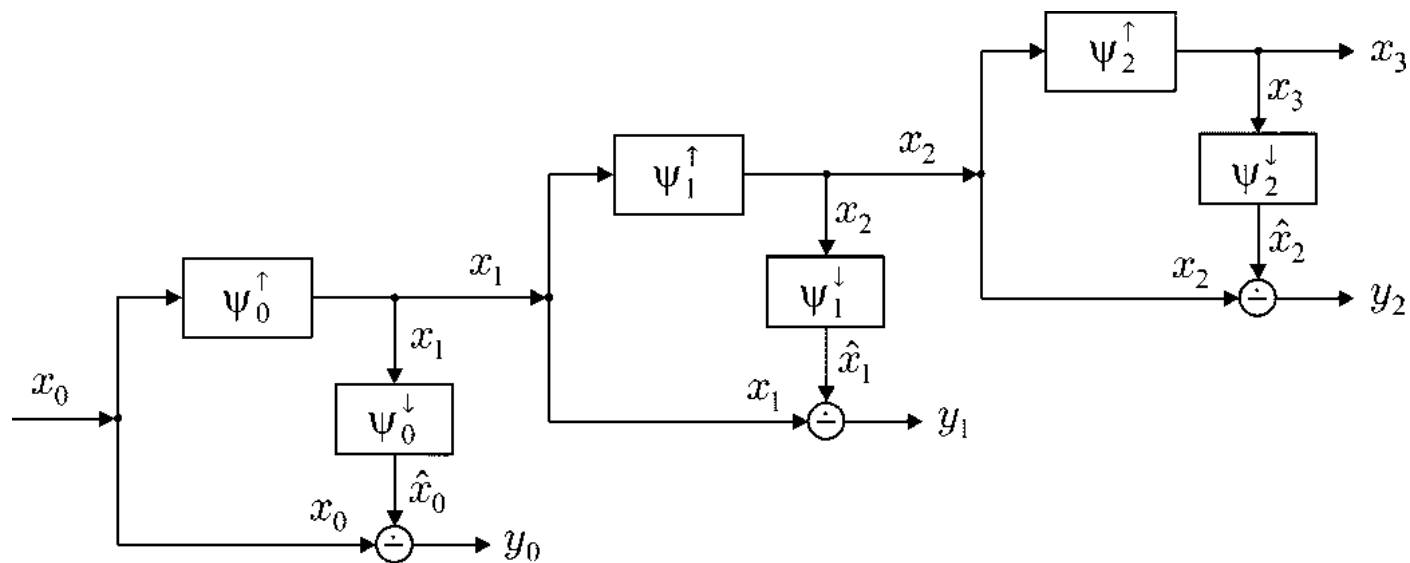 ψ₂↑
x₃
x₃
ψ₂↓
x̂₂
x₂
x₂
y₂
ψ₁↑
x₂
ψ₁↓
x̂₁
x₁
x₁
y₁
ψ₀↑
x₁
ψ₀↓
x̂₀
x₀
x₀
y₀